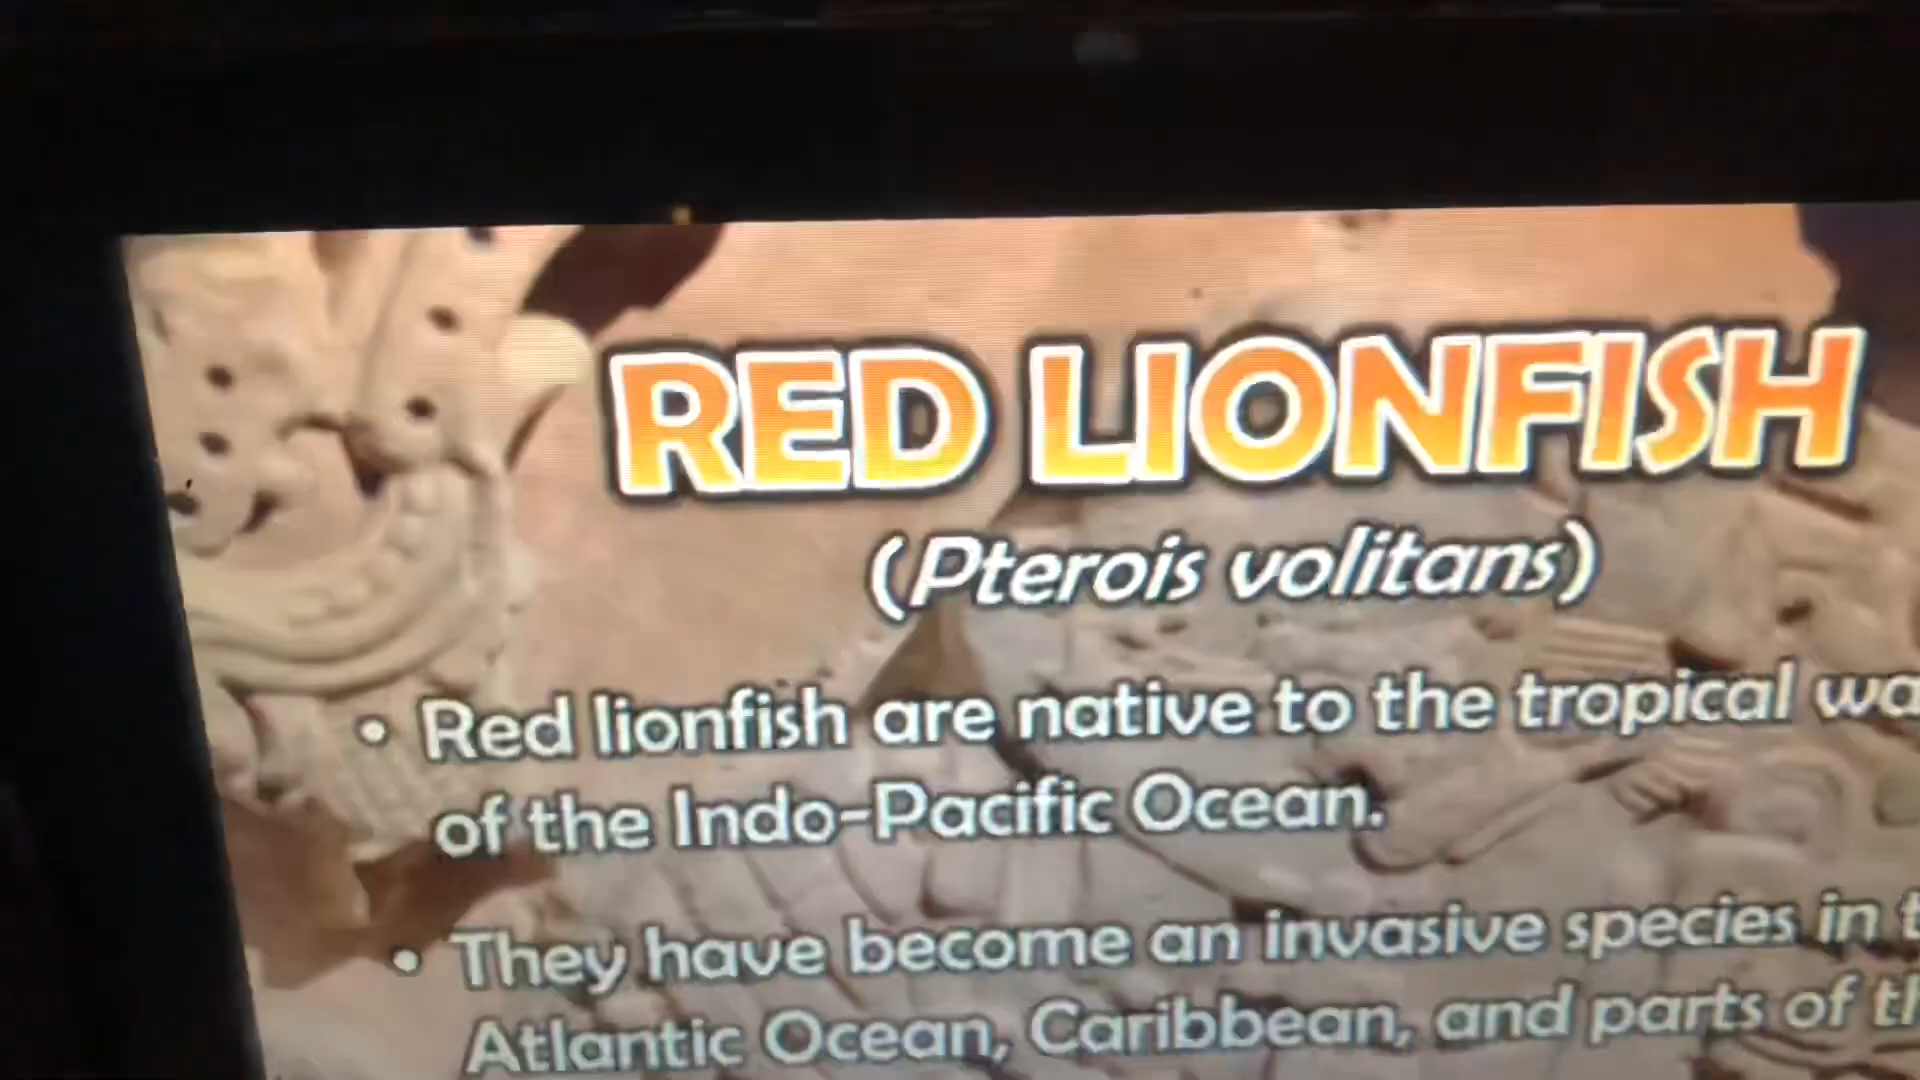 RED LIONFISH
(Pterois volitans)
• Red lionfish are native to the tropical
of the Indo-Pacific Ocean.
• They have become an invasive species in
Atlantic Ocean, Caribbean, and parts of